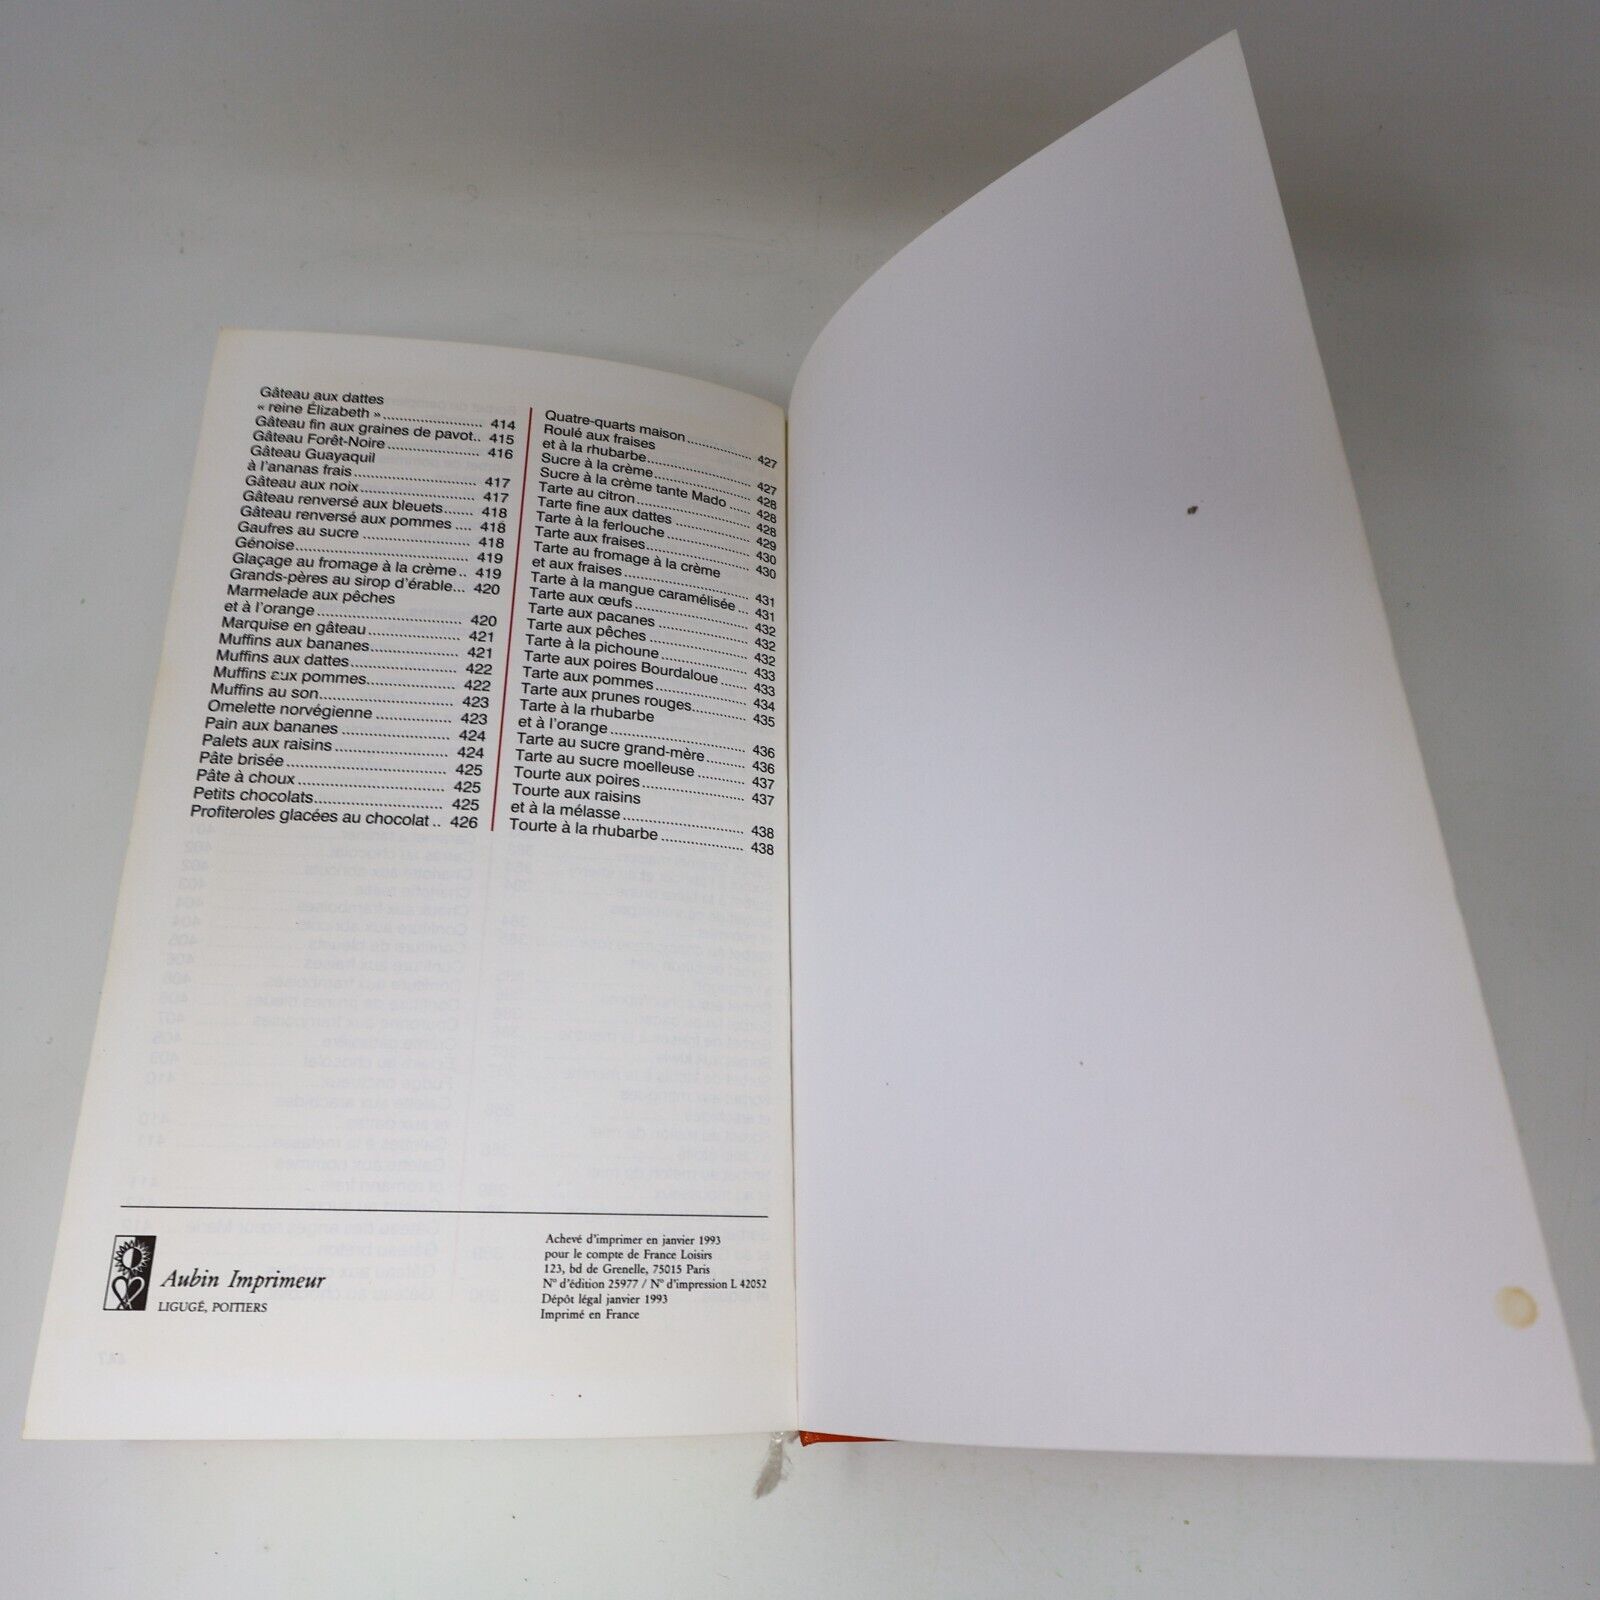 Gâteau aux dattes
« reine Élizabeth » .......................... 414
Gâteau fin aux graines de pavot.. 415
Gâteau Forêt-Noire ........................ 416
Gâteau Guayaquil
à l'ananas frais ................................ 417
Gâteau aux noix .............................. 417
Gâteau renversé aux bleuets....... 418
Gâteau renversé aux pommes .... 418
Gaufres au sucre ............................ 418
Génoise............................................ 419
Glaçage au fromage à la crème .. 419
Grands-pères au sirop d'érable... 420
Marmelade aux pêches
et à l'orange .................................... 420
Marquise en gâteau ........................ 421
Muffins aux bananes...................... 421
Muffins aux dattes.......................... 422
Muffins aux pommes...................... 422
Muffins au son................................ 423
Omelette norvégienne .................... 423
Pain aux bananes ............................ 424
Palets aux raisins ............................ 424
Pâte brisée ...................................... 425
Pâte à choux .................................... 425
Petits chocolats................................ 425
Profiteroles glacées au chocolat .. 426
Quatre-quarts maison.................... 427
Roulé aux fraises
et à la rhubarbe.............................. 427
Sucre à la crème............................ 428
Sucre à la crème tante Mado ...... 428
Tarte au citron ................................ 428
Tarte fine aux dattes ...................... 429
Tarte à la ferlouche ........................ 430
Tarte aux fraises.............................. 430
Tarte au fromage à la crème
et aux fraises .................................. 431
Tarte à la mangue caramélisée ... 431
Tarte aux œufs................................ 432
Tarte aux pacanes .......................... 432
Tarte aux pêches ............................ 432
Tarte à la pichoune ........................ 433
Tarte aux poires Bourdaloue ....... 433
Tarte aux pommes.......................... 434
Tarte aux prunes rouges................ 435
Tarte à la rhubarbe
et à l'orange .................................... 436
Tarte au sucre grand-mère............ 436
Tarte au sucre moelleuse .............. 437
Tourte aux poires............................ 437
Tourte aux raisins
et à la mélasse ................................ 438
Tourte à la rhubarbe ...................... 438
Aubin Imprimeur
LIGUGÉ, POITIERS
Achevé d'imprimer en janvier 1993
pour le compte de France Loisirs
123, bd de Grenelle, 75015 Paris
N° d'édition 25977 / N° d'impression L 42052
Dépôt légal janvier 1993
Imprimé en France